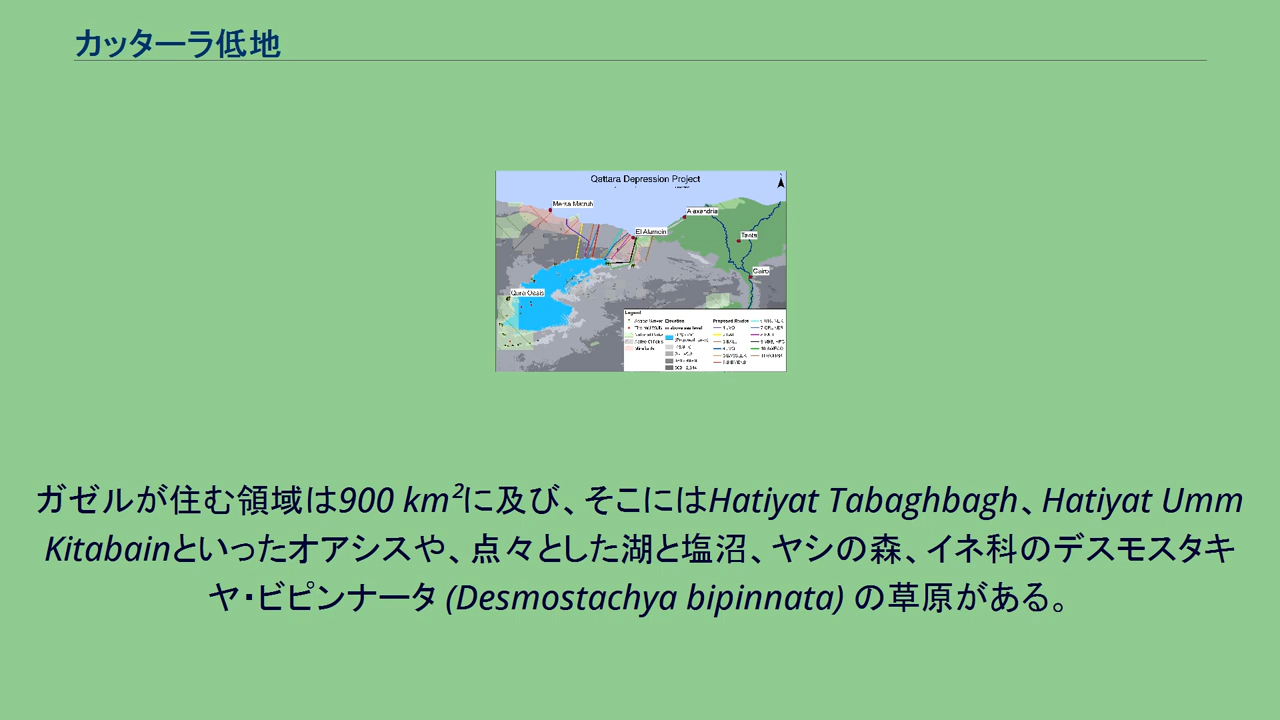 カッターラ低地
Qattara Depression Project
Mersa Matruh
Alexandria
El Alamein
Tanta
Cairo
Qara Oasis
Legend
Elevation
Proposed Routes
ガゼルが住む領域は900 km²に及び、そこにはHatiyat Tabaghbagh、Hatiyat Umm
Kitabainといったオアシスや、点々とした湖と塩沼、ヤシの森、イネ科のデスモスタキ
ヤ・ビピンナータ (Desmostachya bipinnata) の草原がある。